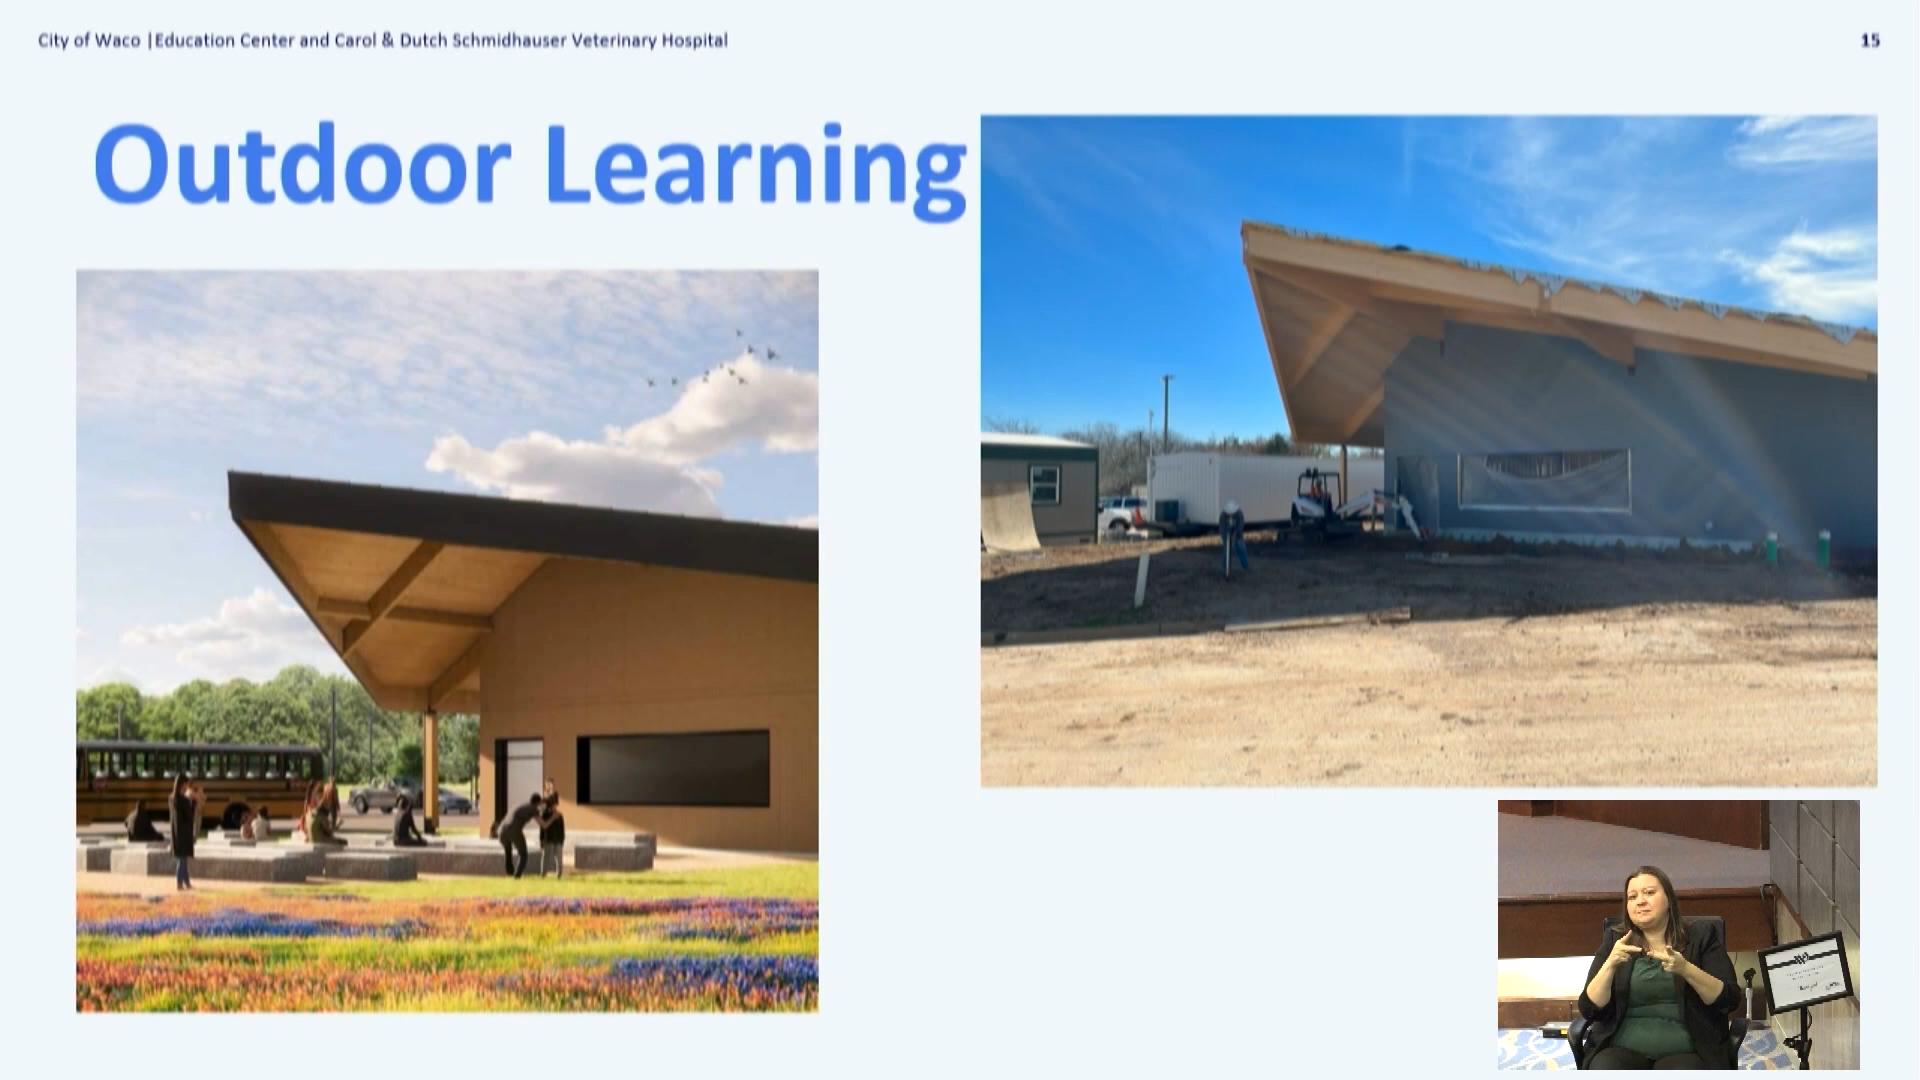 City of Waco |Education Center and Carol & Dutch Schmidhauser Veterinary Hospital
15
Outdoor Learning